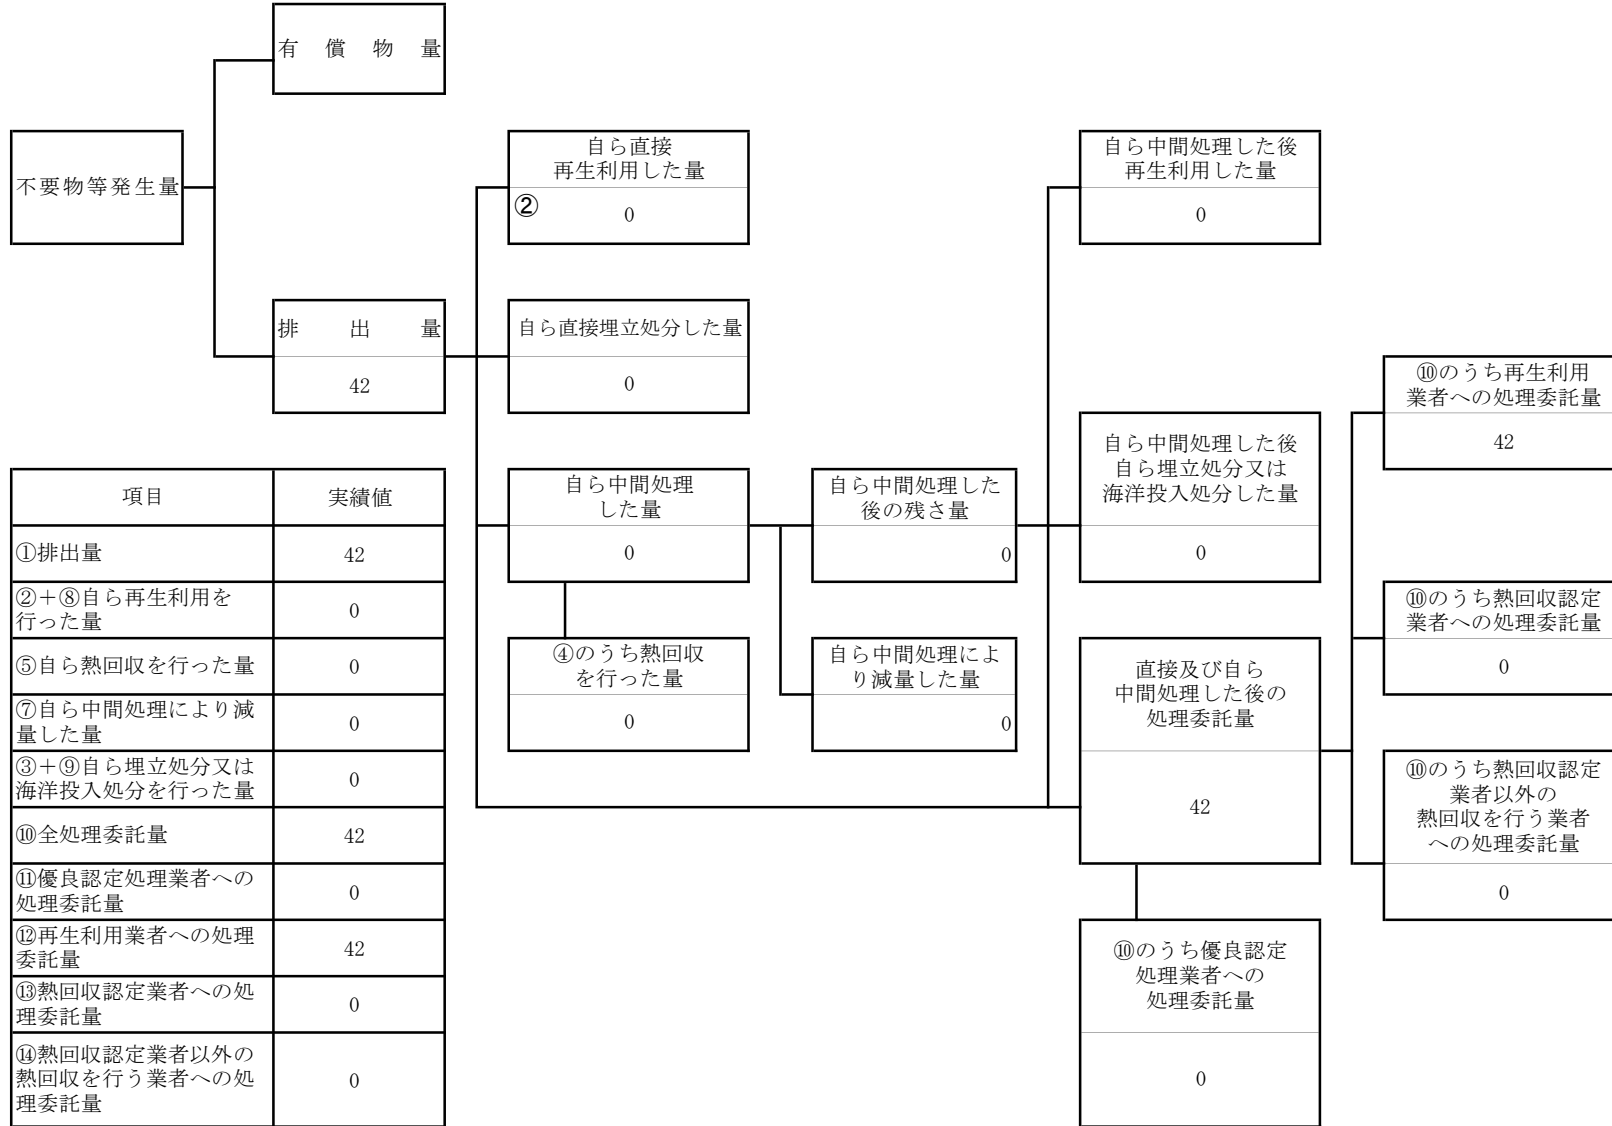 有償物量
不要物等発生量
排出量
42
自ら直接
再生利用した量
②
0
自ら直接埋立処分した量
0
自ら中間処理
した量
0
④のうち熱回収
を行った量
0
自ら中間処理した
後の残さ量
0
自ら中間処理によ
り減量した量
0
自ら中間処理した後
再生利用した量
0
自ら中間処理した後
自ら埋立処分又は
海洋投入処分した量
0
直接及び自ら
中間処理した後の
処理委託量
42
⑩のうち優良認定
処理業者への
処理委託量
0
⑩のうち再生利用
業者への処理委託量
42
⑩のうち熱回収認定
業者への処理委託量
0
⑩のうち熱回収認定
業者以外の
熱回収を行う業者
への処理委託量
0
項目 実績値
①排出量 42
②＋⑧自ら再生利用を
行った量 0
⑤自ら熱回収を行った量 0
⑦自ら中間処理により減
量した量 0
③＋⑨自ら埋立処分又は
海洋投入処分を行った量 0
⑩全処理委託量 42
⑪優良認定処理業者への
処理委託量 0
⑫再生利用業者への処理
委託量 42
⑬熱回収認定業者への処
理委託量 0
⑭熱回収認定業者以外の
熱回収を行う業者への処
理委託量 0